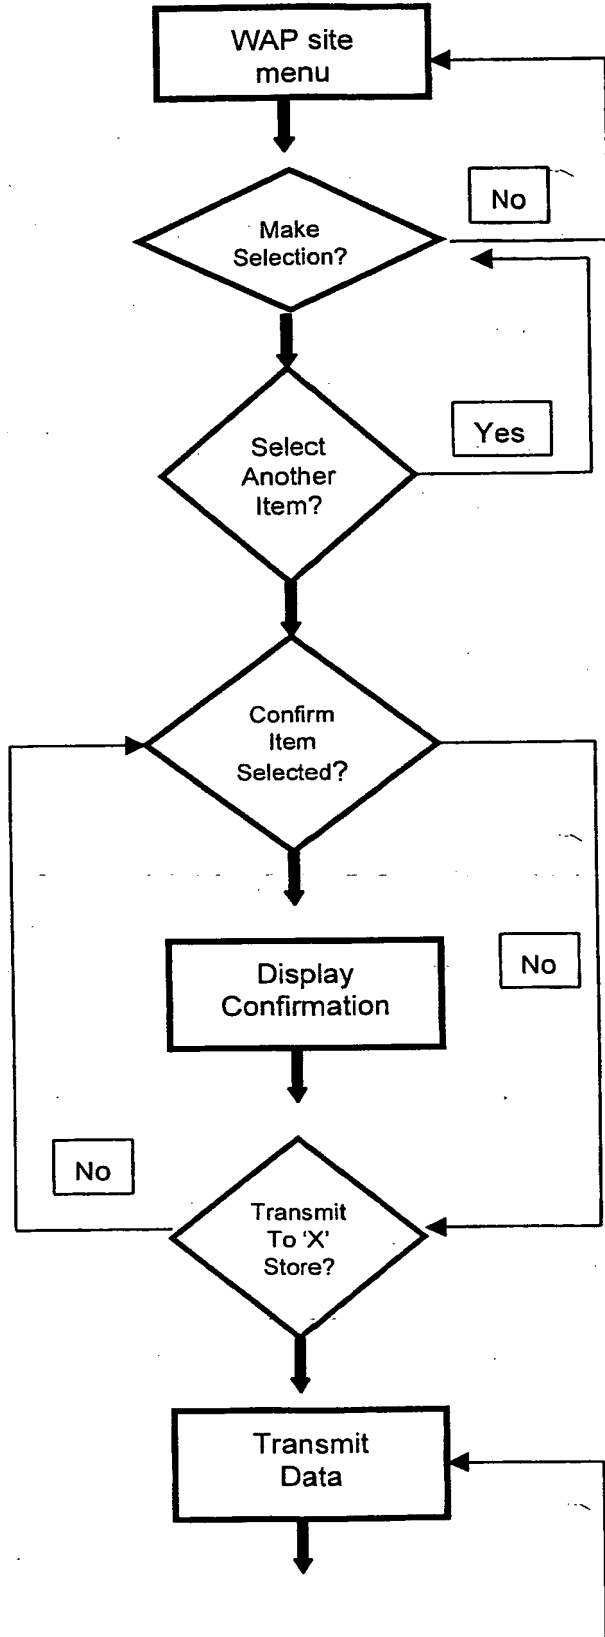 WAP site
menu
No
Make
Selection?
Yes
Select
Another
Item?
Confirm
Item
Selected?
No
Display
Confirmation
No
Transmit
To 'X'
Store?
Transmit
Data